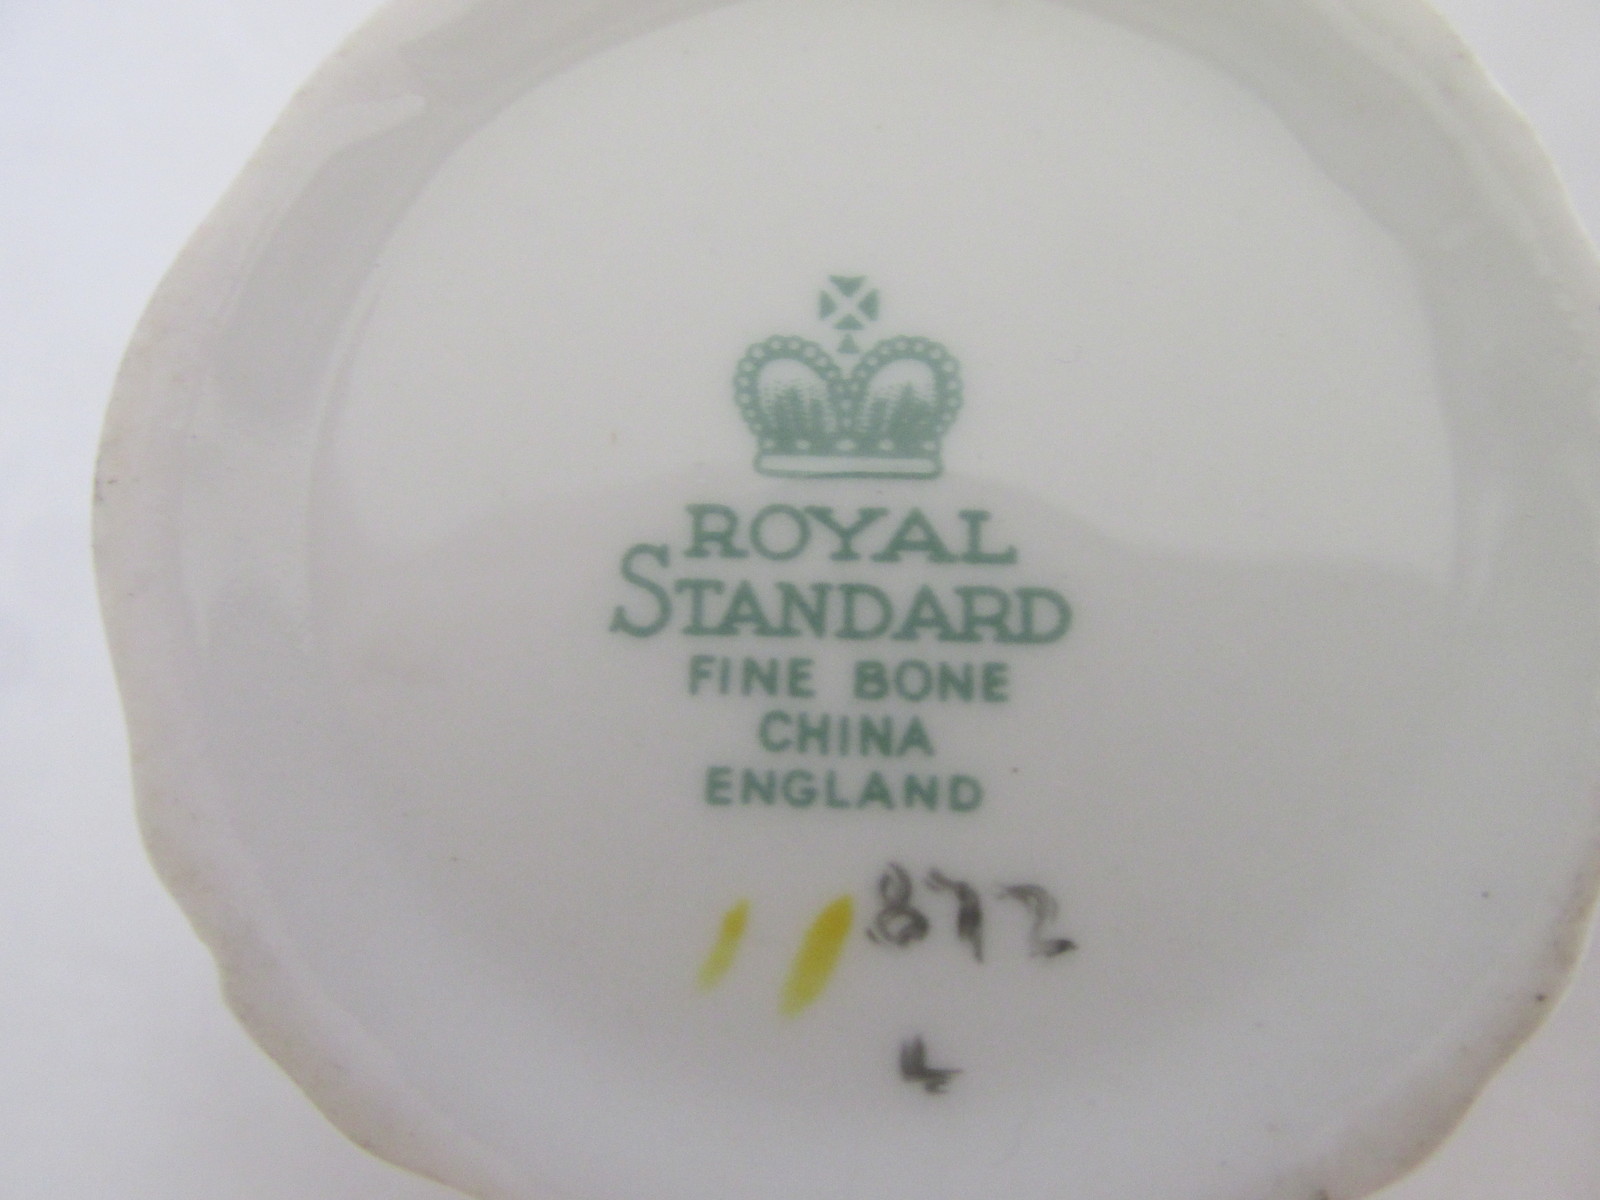 ROYAL
STANDARD
FINE BONE
CHINA
ENGLAND
872